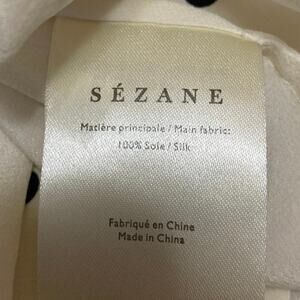 SÉZANE
Matière principale / Main fabric:
100% Soie / Silk
Fabriqué en Chine
Made in China